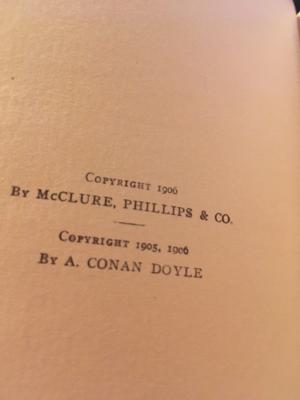 COPYRIGHT 1906
BY MCCLURE, PHILLIPS & CO.
COPYRIGHT 1905, 1906
BY A. CONAN DOYLE